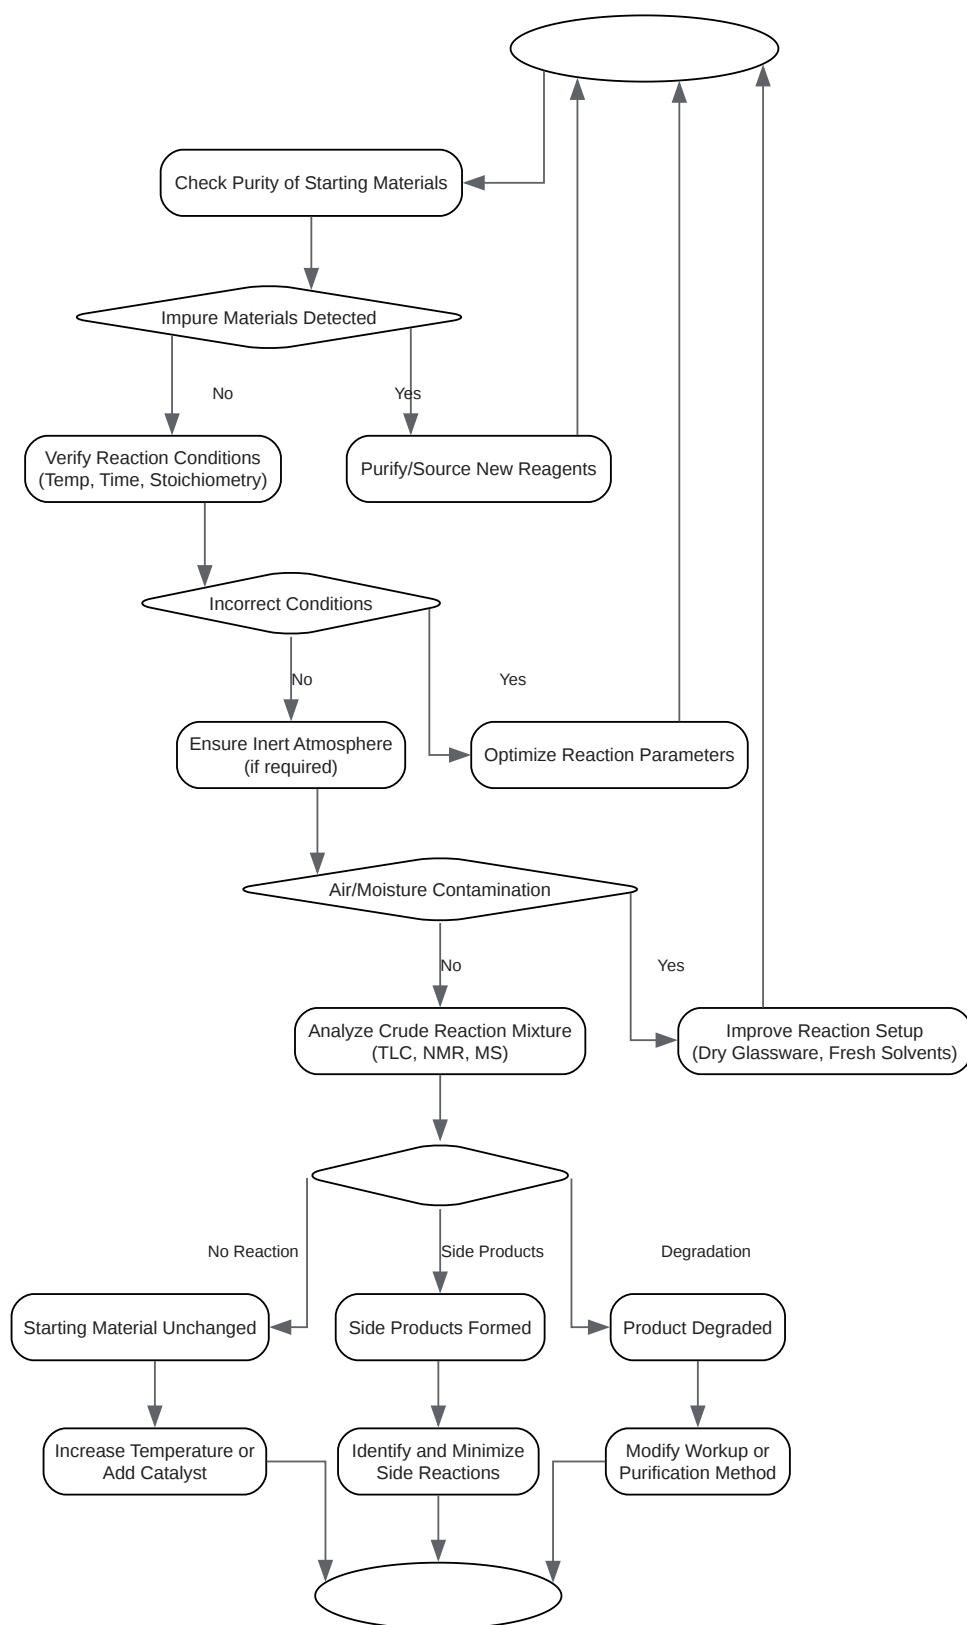 Check Purity of Starting Materials
Impure Materials Detected
No
Yes
Verify Reaction Conditions
(Temp, Time, Stoichiometry)
Purify/Source New Reagents
Incorrect Conditions
No
Yes
Ensure Inert Atmosphere
(if required)
Optimize Reaction Parameters
Air/Moisture Contamination
No
Yes
Analyze Crude Reaction Mixture
(TLC, NMR, MS)
Improve Reaction Setup
(Dry Glassware, Fresh Solvents)
No Reaction
Side Products
Degradation
Starting Material Unchanged
Side Products Formed
Product Degraded
Increase Temperature or
Add Catalyst
Identify and Minimize
Side Reactions
Modify Workup or
Purification Method